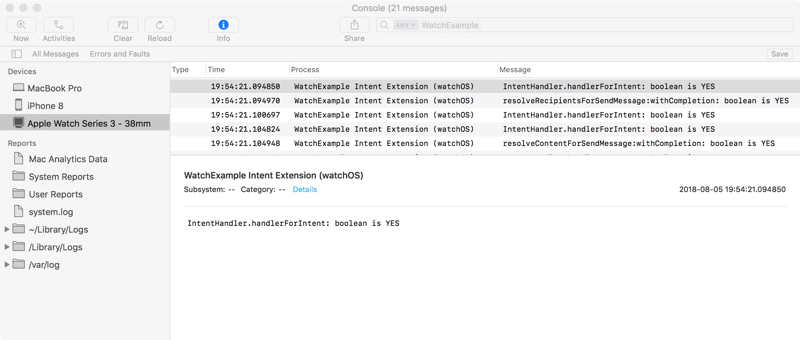 Console (21 messages)
Now Activities Clear Reload Info Share ANY WatchExample
All Messages Errors and Faults Save
Devices
MacBook Pro
iPhone 8
Apple Watch Series 3 - 38mm
Reports
Mac Analytics Data
System Reports
User Reports
system.log
~/Library/Logs
/Library/Logs
/var/log
Type Time Process Message
19:54:21.094850 WatchExample Intent Extension (watchOS) IntentHandler.handlerForIntent: boolean is YES
19:54:21.094970 WatchExample Intent Extension (watchOS) resolveRecipientsForSendMessage:withCompletion: boolean is YES
19:54:21.100697 WatchExample Intent Extension (watchOS) IntentHandler.handlerForIntent: boolean is YES
19:54:21.104824 WatchExample Intent Extension (watchOS) IntentHandler.handlerForIntent: boolean is YES
19:54:21.104948 WatchExample Intent Extension (watchOS) resolveContentForSendMessage:withCompletion: boolean is YES
WatchExample Intent Extension (watchOS)
Subsystem: -- Category: -- Details 2018-08-05 19:54:21.094850
IntentHandler.handlerForIntent: boolean is YES